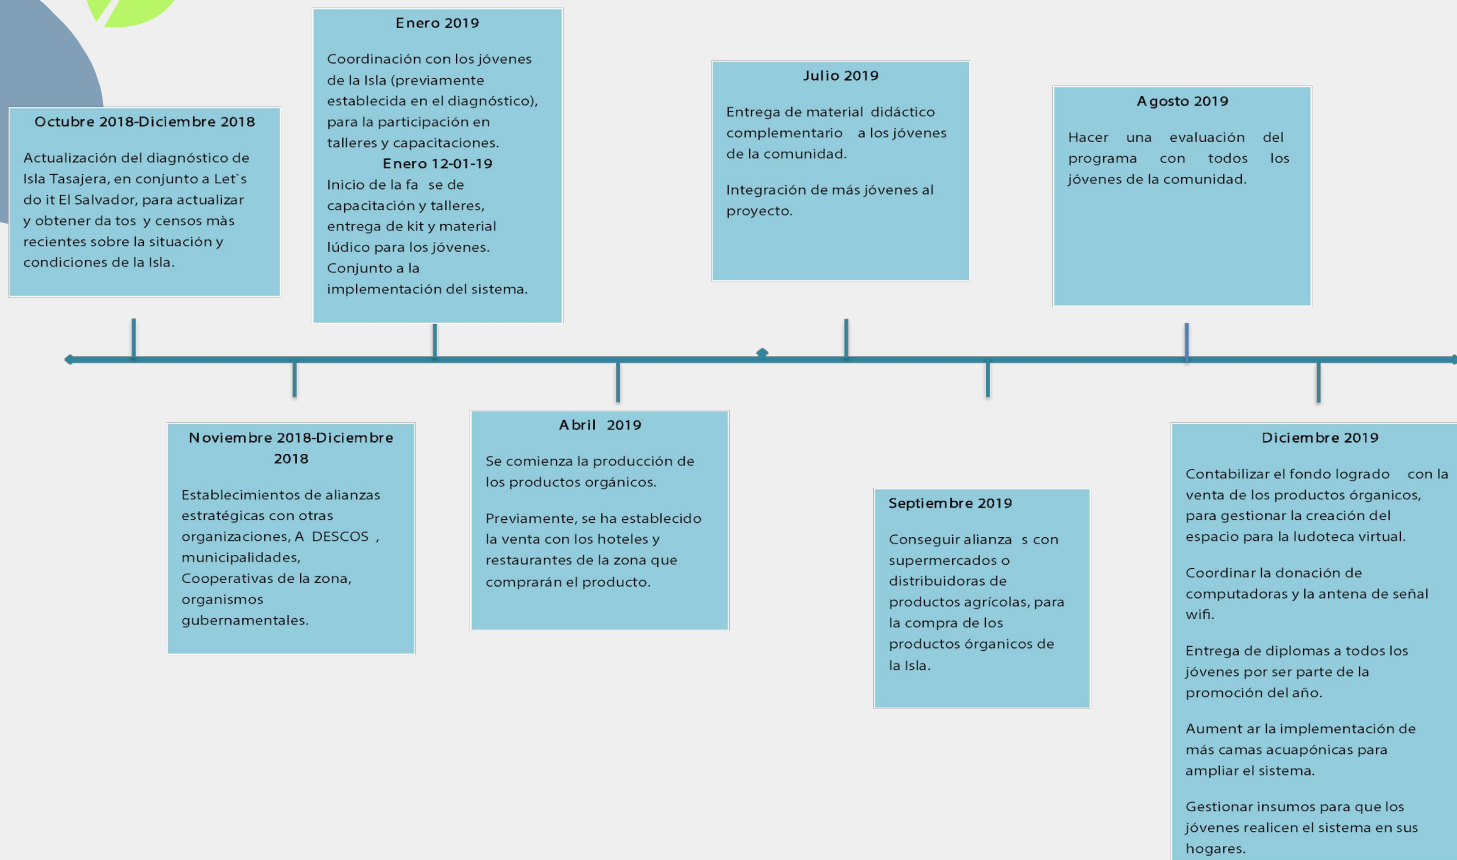 Octubre 2018-Diciembre 2018
Actualización del diagnóstico de
Isla Tasajera, en conjunto a Let`s
do it El Salvador, para actualizar
y obtener da tos y censos màs
recientes sobre la situación y
condiciones de la Isla.
Noviembre 2018-Diciembre
2018
Establecimientos de alianzas
estratégicas con otras
organizaciones, A DESCOS ,
municipalidades,
Cooperativas de la zona,
organismos
gubernamentales.
Enero 2019
Coordinación con los jóvenes
de la Isla (previamente
establecida en el diagnóstico),
para la participación en
talleres y capacitaciones.
Enero 12-01-19
Inicio de la fa se de
capacitación y talleres,
entrega de kit y material
lúdico para los jóvenes.
Conjunto a la
implementación del sistema.
Abril 2019
Se comienza la producción de
los productos orgánicos.
Previamente, se ha establecido
la venta con los hoteles y
restaurantes de la zona que
comprarán el producto.
Julio 2019
Entrega de material didáctico
complementario a los jóvenes
de la comunidad.
Integración de más jóvenes al
proyecto.
Septiembre 2019
Conseguir alianza s con
supermercados o
distribuidoras de
productos agrícolas, para
la compra de los
productos órganicos de
la Isla.
Agosto 2019
Hacer una evaluación del
programa con todos los
jóvenes de la comunidad.
Diciembre 2019
Contabilizar el fondo logrado con la
venta de los productos órganicos,
para gestionar la creación del
espacio para la ludoteca virtual.
Coordinar la donación de
computadoras y la antena de señal
wifi.
Entrega de diplomas a todos los
jóvenes por ser parte de la
promoción del año.
Aument ar la implementación de
más camas acuapónicas para
ampliar el sistema.
Gestionar insumos para que los
jóvenes realicen el sistema en sus
hogares.